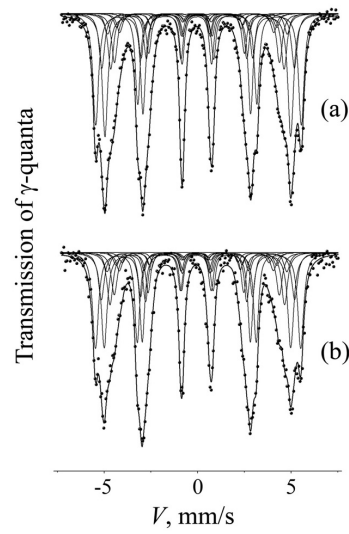 Transmission of γ-quanta
(a)
(b)
-5 0 5
V, mm/s